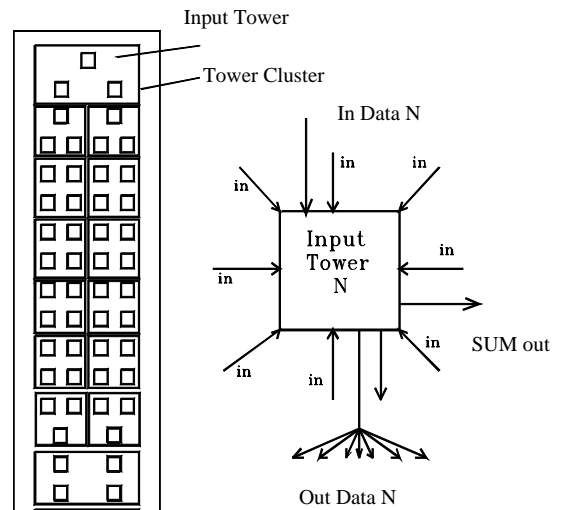 Input Tower
Tower Cluster
In Data N
in
in
in
Input
Tower
N
in
in
SUM out
in
in
in
Out Data N